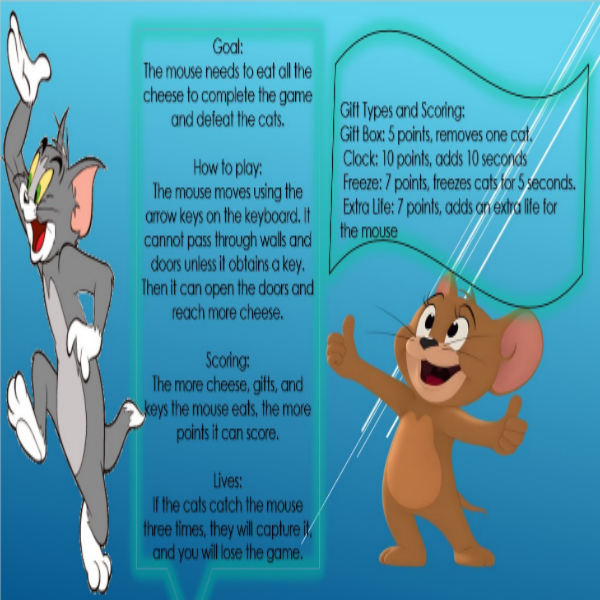 Goal:
The mouse needs to eat all the
cheese to complete the game
and defeat the cats.
How to play:
The mouse moves using the
arrow keys on the keyboard. It
cannot pass through walls and
doors unless it obtains a key.
Then it can open the doors and
reach more cheese.
Scoring:
The more cheese, gifts, and
keys the mouse eats, the more
points it can score.
Lives:
If the cats catch the mouse
three times, they will capture it,
and you will lose the game.
Gift Types and Scoring:
Gift Box: 5 points, removes one cat.
Clock: 10 points, adds 10 seconds
Freeze: 7 points, freezes cats for 5 seconds.
Extra Life: 7 points, adds an extra life for
the mouse